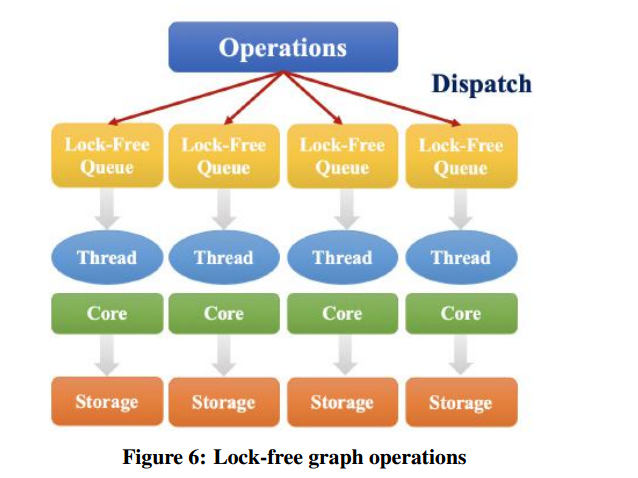 Operations
Dispatch
Lock-Free Queue
Lock-Free Queue
Lock-Free Queue
Lock-Free Queue
Thread
Thread
Thread
Thread
Core
Core
Core
Core
Storage
Storage
Storage
Storage
Figure 6: Lock-free graph operations